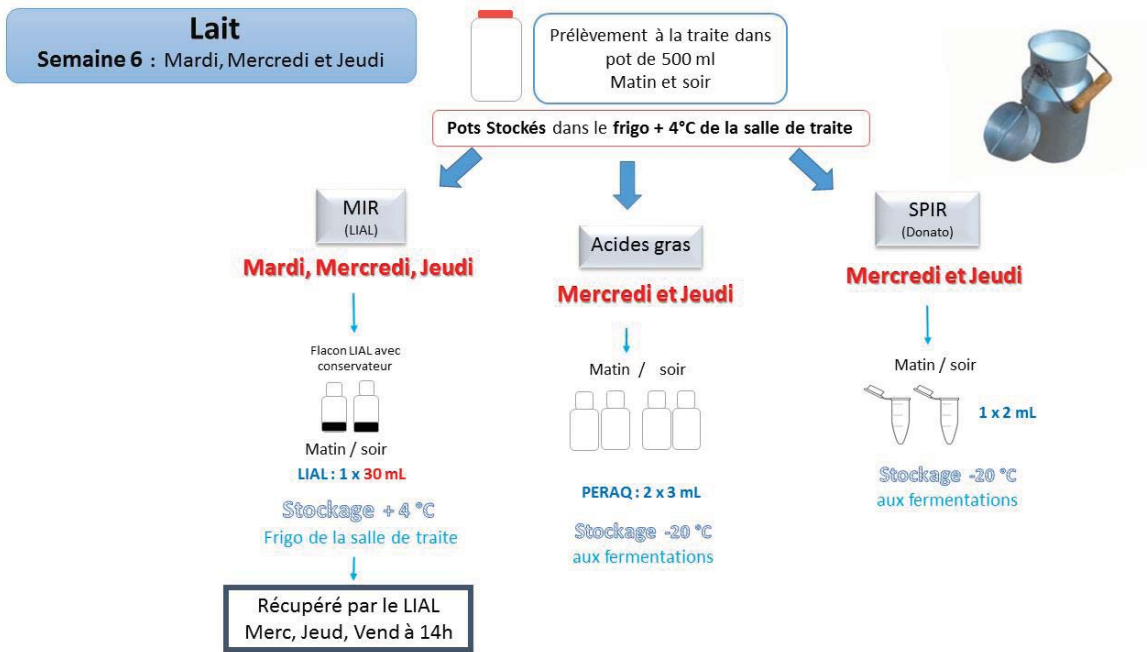 Lait
Semaine 6 : Mardi, Mercredi et Jeudi
Prélèvement à la traite dans
pot de 500 ml
Matin et soir
Pots Stockés dans le frigo + 4°C de la salle de traite
MIR
(LIAL)
Mardi, Mercredi, Jeudi
Flacon LIAL avec
conservateur
Matin / soir
LIAL : 1 x 30 mL
Stockage + 4 °C
Frigo de la salle de traite
Récupéré par le LIAL
Merc, Jeud, Vend à 14h
Acides gras
Mercredi et Jeudi
Matin / soir
PERAQ : 2 x 3 mL
Stockage -20 °C
aux fermentations
SPIR
(Donato)
Mercredi et Jeudi
Matin / soir
1 x 2 mL
Stockage -20 °C
aux fermentations